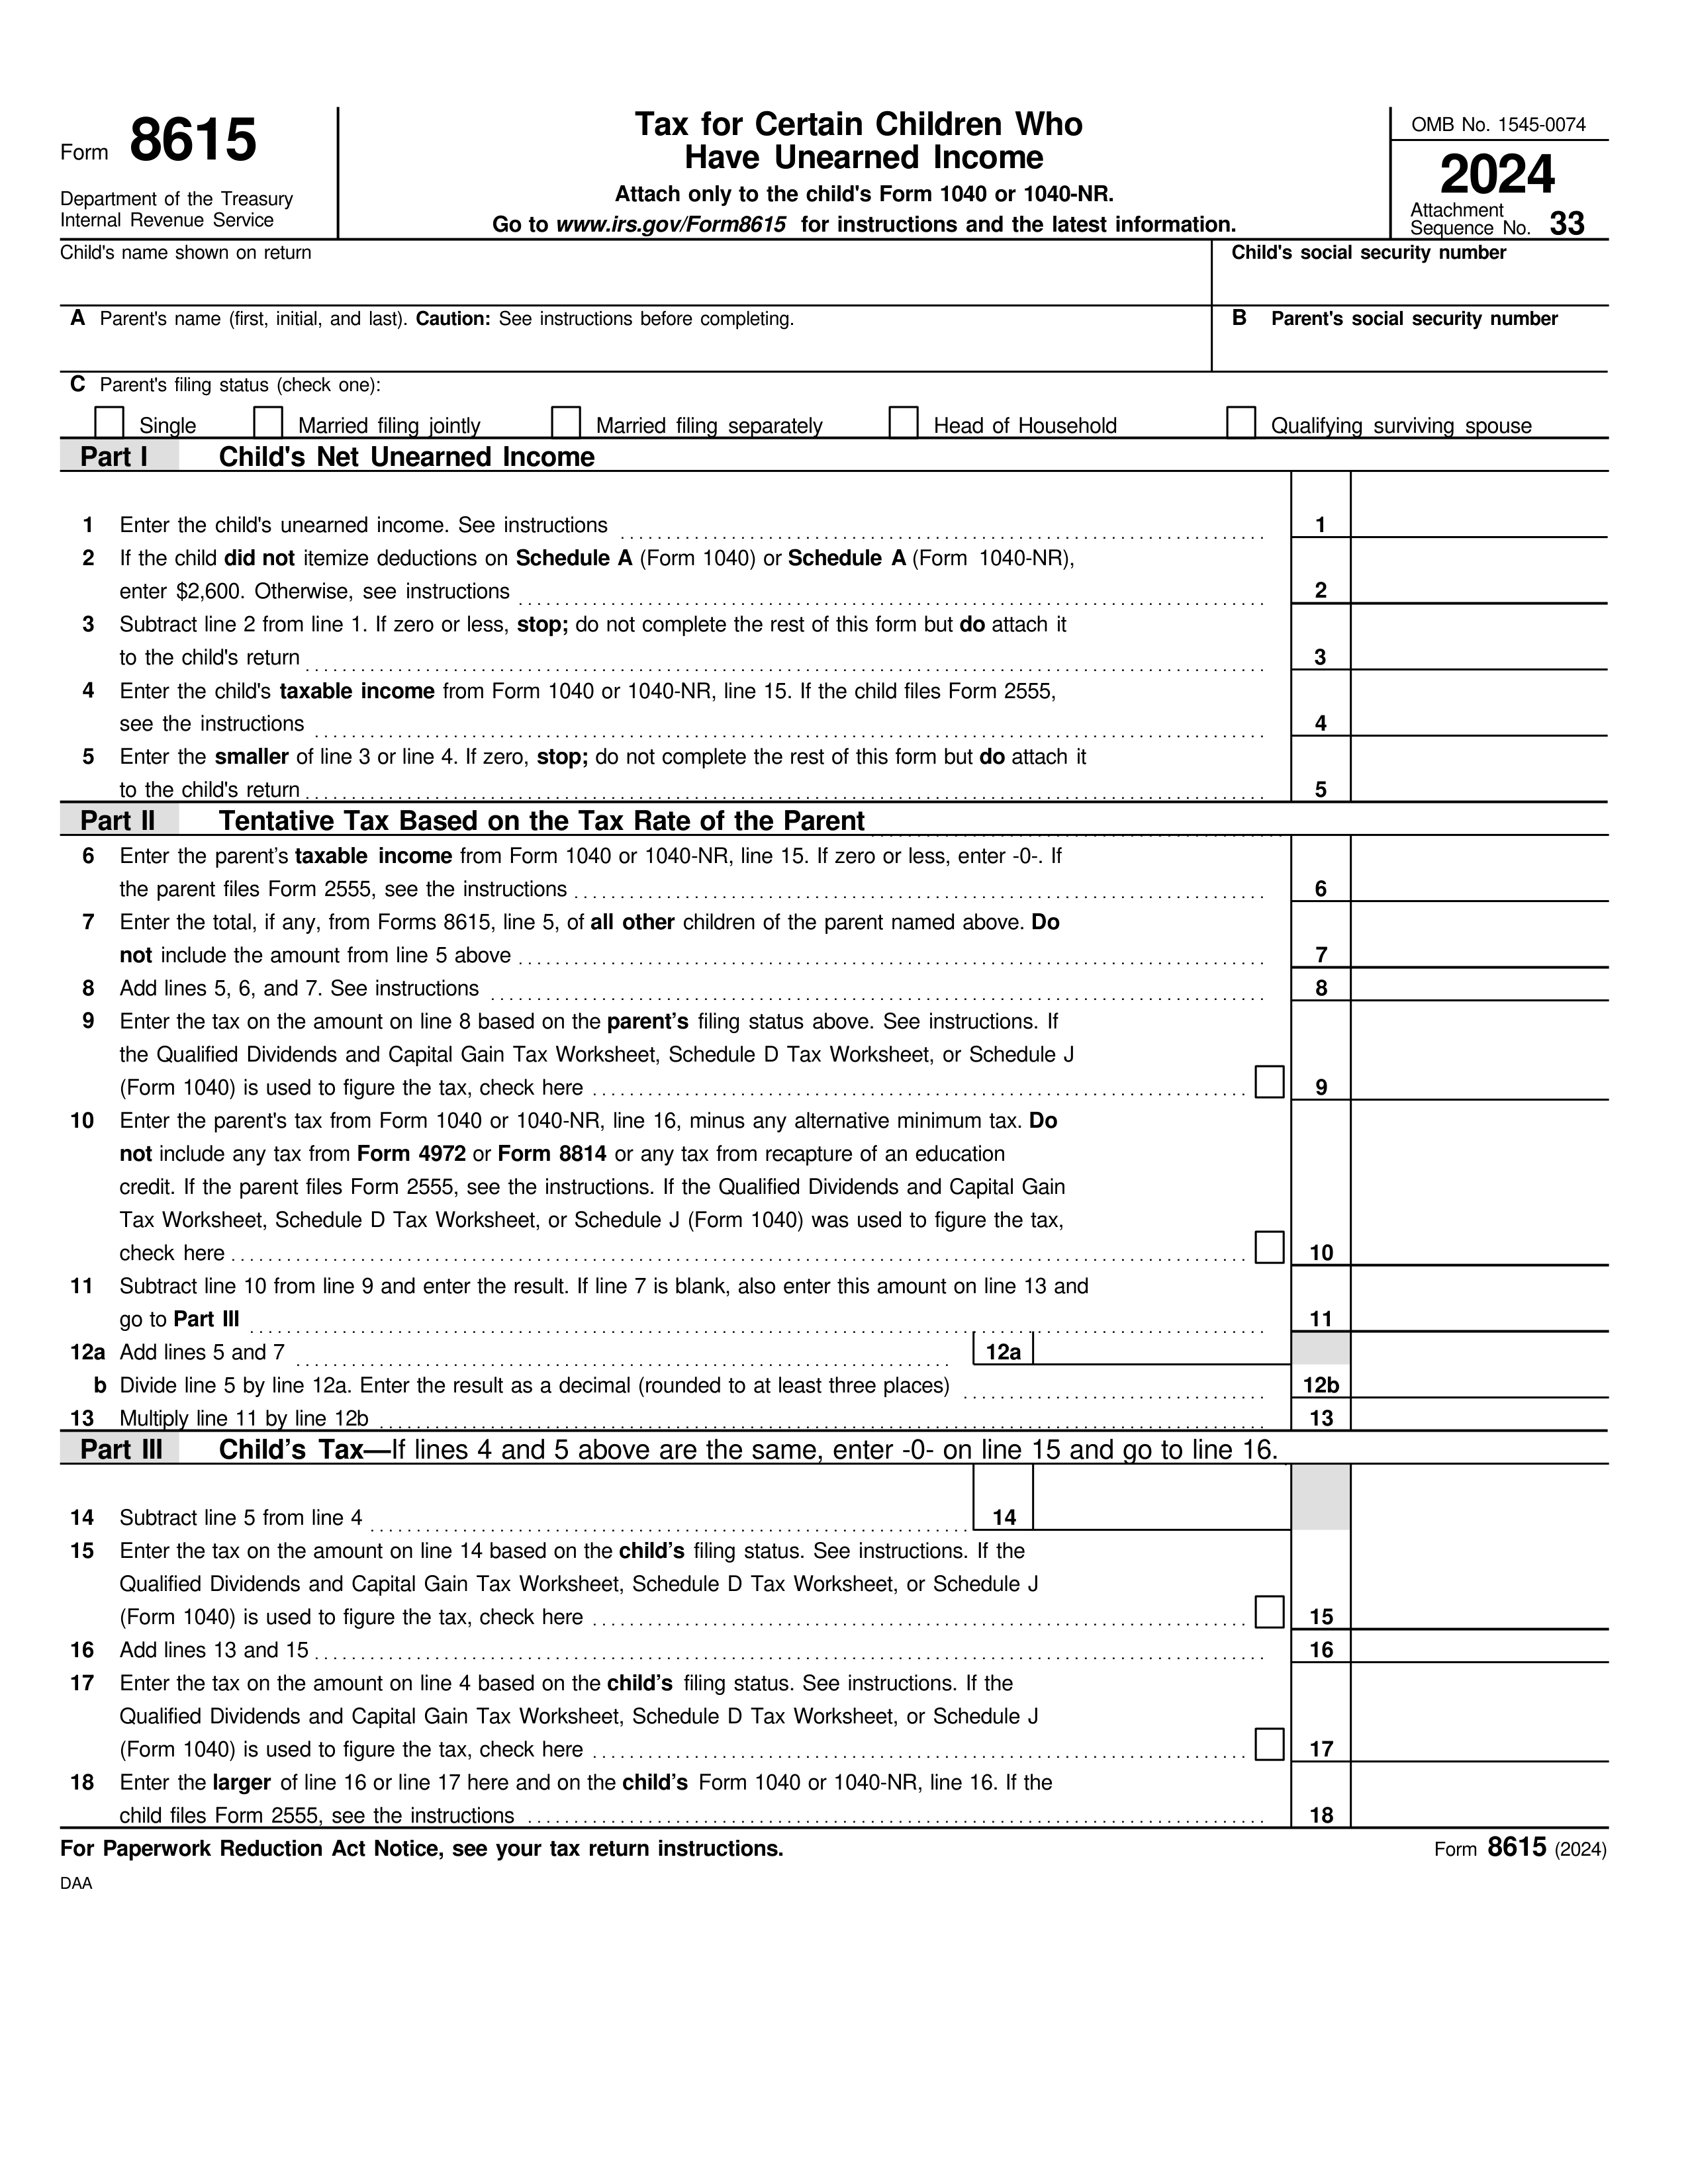 Form 8615
Department of the Treasury
Internal Revenue Service
Tax for Certain Children Who
Have Unearned Income
Attach only to the child's Form 1040 or 1040-NR.
Go to www.irs.gov/Form8615 for instructions and the latest information.
OMB No. 1545-0074
2024
Attachment
Sequence No. 33
Child's name shown on return
Child's social security number
A Parent's name (first, initial, and last). Caution: See instructions before completing.
B Parent's social security number
C Parent's filing status (check one):
Single Married filing jointly Married filing separately Head of Household Qualifying surviving spouse
Part I Child's Net Unearned Income
1 Enter the child's unearned income. See instructions 1
2 If the child did not itemize deductions on Schedule A (Form 1040) or Schedule A (Form 1040-NR),
enter $2,600. Otherwise, see instructions 2
3 Subtract line 2 from line 1. If zero or less, stop; do not complete the rest of this form but do attach it
to the child's return 3
4 Enter the child's taxable income from Form 1040 or 1040-NR, line 15. If the child files Form 2555,
see the instructions 4
5 Enter the smaller of line 3 or line 4. If zero, stop; do not complete the rest of this form but do attach it
to the child's return 5
Part II Tentative Tax Based on the Tax Rate of the Parent
6 Enter the parent’s taxable income from Form 1040 or 1040-NR, line 15. If zero or less, enter -0-. If
the parent files Form 2555, see the instructions 6
7 Enter the total, if any, from Forms 8615, line 5, of all other children of the parent named above. Do
not include the amount from line 5 above 7
8 Add lines 5, 6, and 7. See instructions 8
9 Enter the tax on the amount on line 8 based on the parent’s filing status above. See instructions. If
the Qualified Dividends and Capital Gain Tax Worksheet, Schedule D Tax Worksheet, or Schedule J
(Form 1040) is used to figure the tax, check here 9
10 Enter the parent's tax from Form 1040 or 1040-NR, line 16, minus any alternative minimum tax. Do
not include any tax from Form 4972 or Form 8814 or any tax from recapture of an education
credit. If the parent files Form 2555, see the instructions. If the Qualified Dividends and Capital Gain
Tax Worksheet, Schedule D Tax Worksheet, or Schedule J (Form 1040) was used to figure the tax,
check here 10
11 Subtract line 10 from line 9 and enter the result. If line 7 is blank, also enter this amount on line 13 and
go to Part III 11
12a Add lines 5 and 7 12a
b Divide line 5 by line 12a. Enter the result as a decimal (rounded to at least three places) 12b
13 Multiply line 11 by line 12b 13
Part III Child’s Tax—If lines 4 and 5 above are the same, enter -0- on line 15 and go to line 16.
14 Subtract line 5 from line 4 14
15 Enter the tax on the amount on line 14 based on the child’s filing status. See instructions. If the
Qualified Dividends and Capital Gain Tax Worksheet, Schedule D Tax Worksheet, or Schedule J
(Form 1040) is used to figure the tax, check here 15
16 Add lines 13 and 15 16
17 Enter the tax on the amount on line 4 based on the child’s filing status. See instructions. If the
Qualified Dividends and Capital Gain Tax Worksheet, Schedule D Tax Worksheet, or Schedule J
(Form 1040) is used to figure the tax, check here 17
18 Enter the larger of line 16 or line 17 here and on the child’s Form 1040 or 1040-NR, line 16. If the
child files Form 2555, see the instructions 18
For Paperwork Reduction Act Notice, see your tax return instructions.
Form 8615 (2024)
DAA